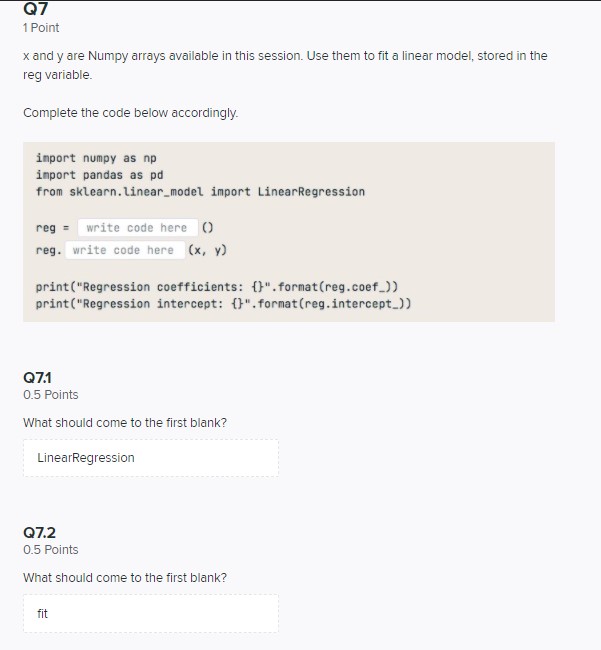 Q7
1 Point
x and y are Numpy arrays available in this session. Use them to fit a linear model, stored in the
reg variable.
Complete the code below accordingly.
import numpy as np
import pandas as pd
from sklearn.linear_model import LinearRegression
reg = write code here ()
reg. write code here (x, y)
print("Regression coefficients: {}".format(reg.coef_))
print("Regression intercept: {}".format(reg.intercept_))
Q7.1
0.5 Points
What should come to the first blank?
LinearRegression
Q7.2
0.5 Points
What should come to the first blank?
fit